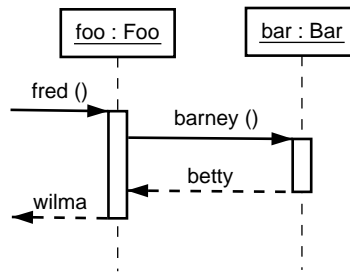 foo : Foo
bar : Bar
fred ()
barney ()
betty
wilma